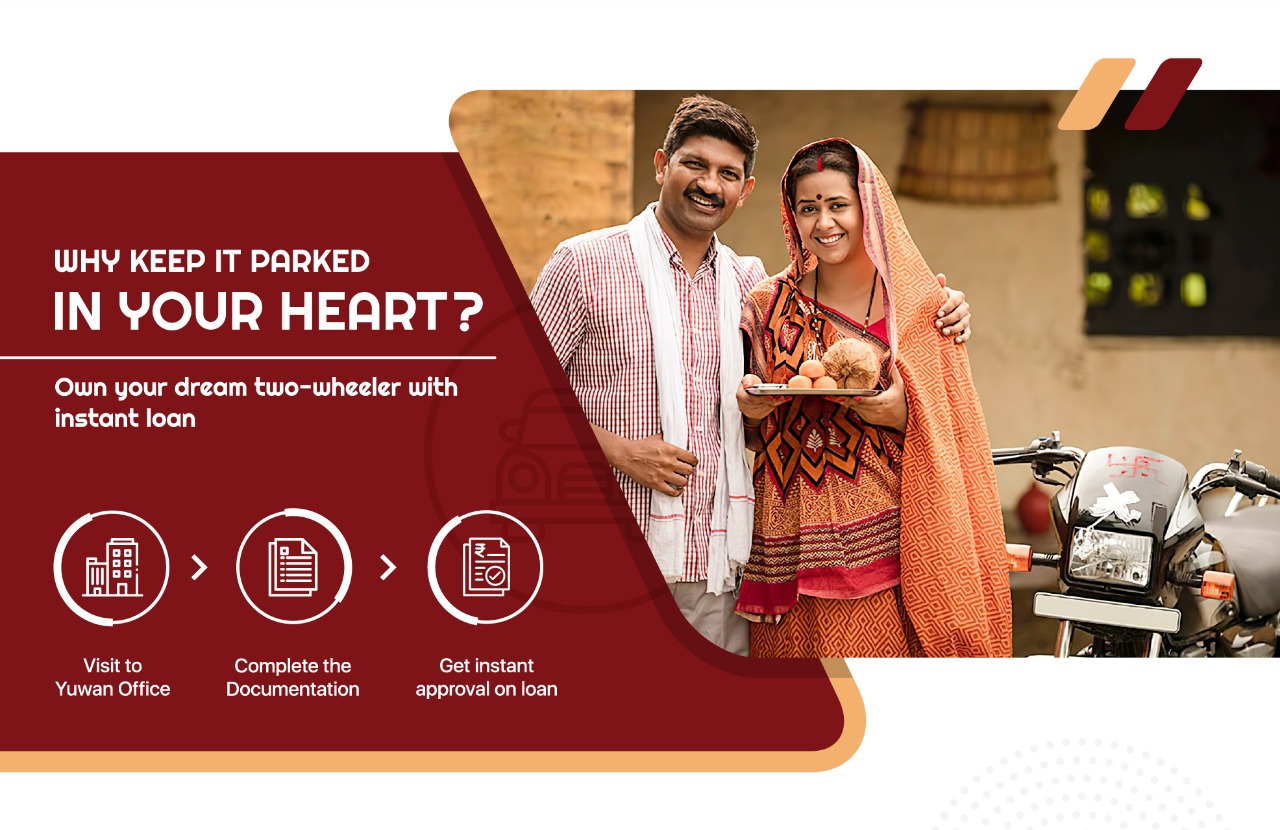 WHY KEEP IT PARKED
IN YOUR HEART?
Own your dream two-wheeler with
instant loan
₹
Visit to
Yuwan Office
Complete the
Documentation
Get instant
approval on loan